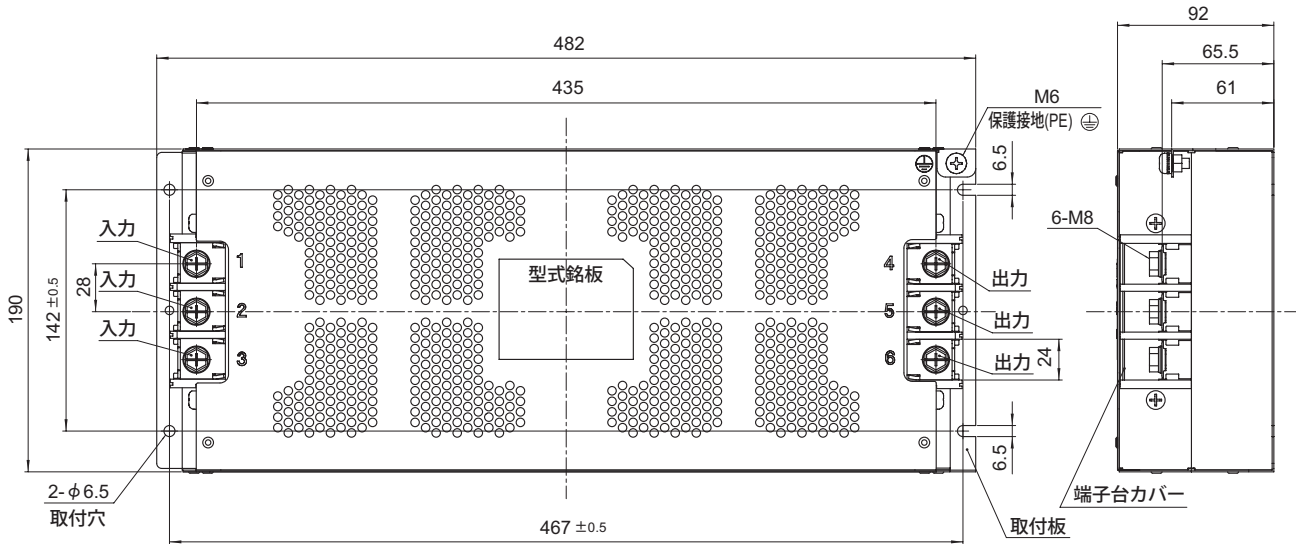 482
435
M6
保護接地(PE)
6.5
92
65.5
61
6-M8
190
142 ±0.5
28
入力
入力
入力
1
2
3
型式銘板
4
5
6
出力
出力
出力
24
6.5
2-φ6.5
取付穴
467 ±0.5
取付板
端子台カバー